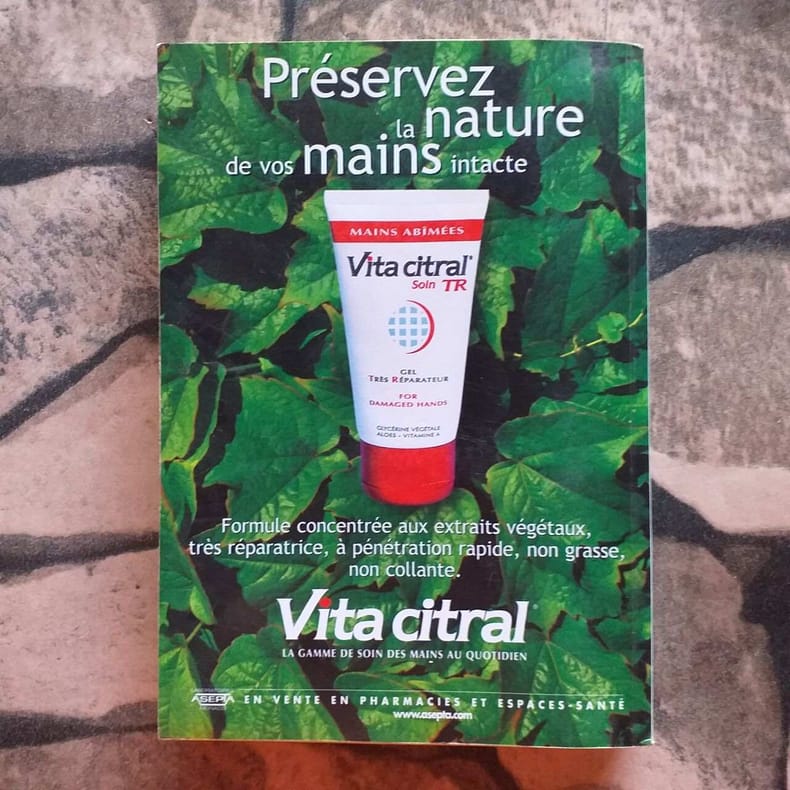 Préservez
la nature
de vos mains intacte
MAINS ABÎMÉES
Vita citral®
Soin TR
GEL
TRÈS RÉPARATEUR
FOR
DAMAGED HANDS
GLYCÉRINE VÉGÉTALE
ALOES - VITAMINE A
Formule concentrée aux extraits végétaux,
très réparatrice, à pénétration rapide, non grasse,
non collante.
Vita citral®
LA GAMME DE SOIN DES MAINS AU QUOTIDIEN
ASEPTA
EN VENTE EN PHARMACIES ET ESPACES-SANTÉ
www.asepta.com